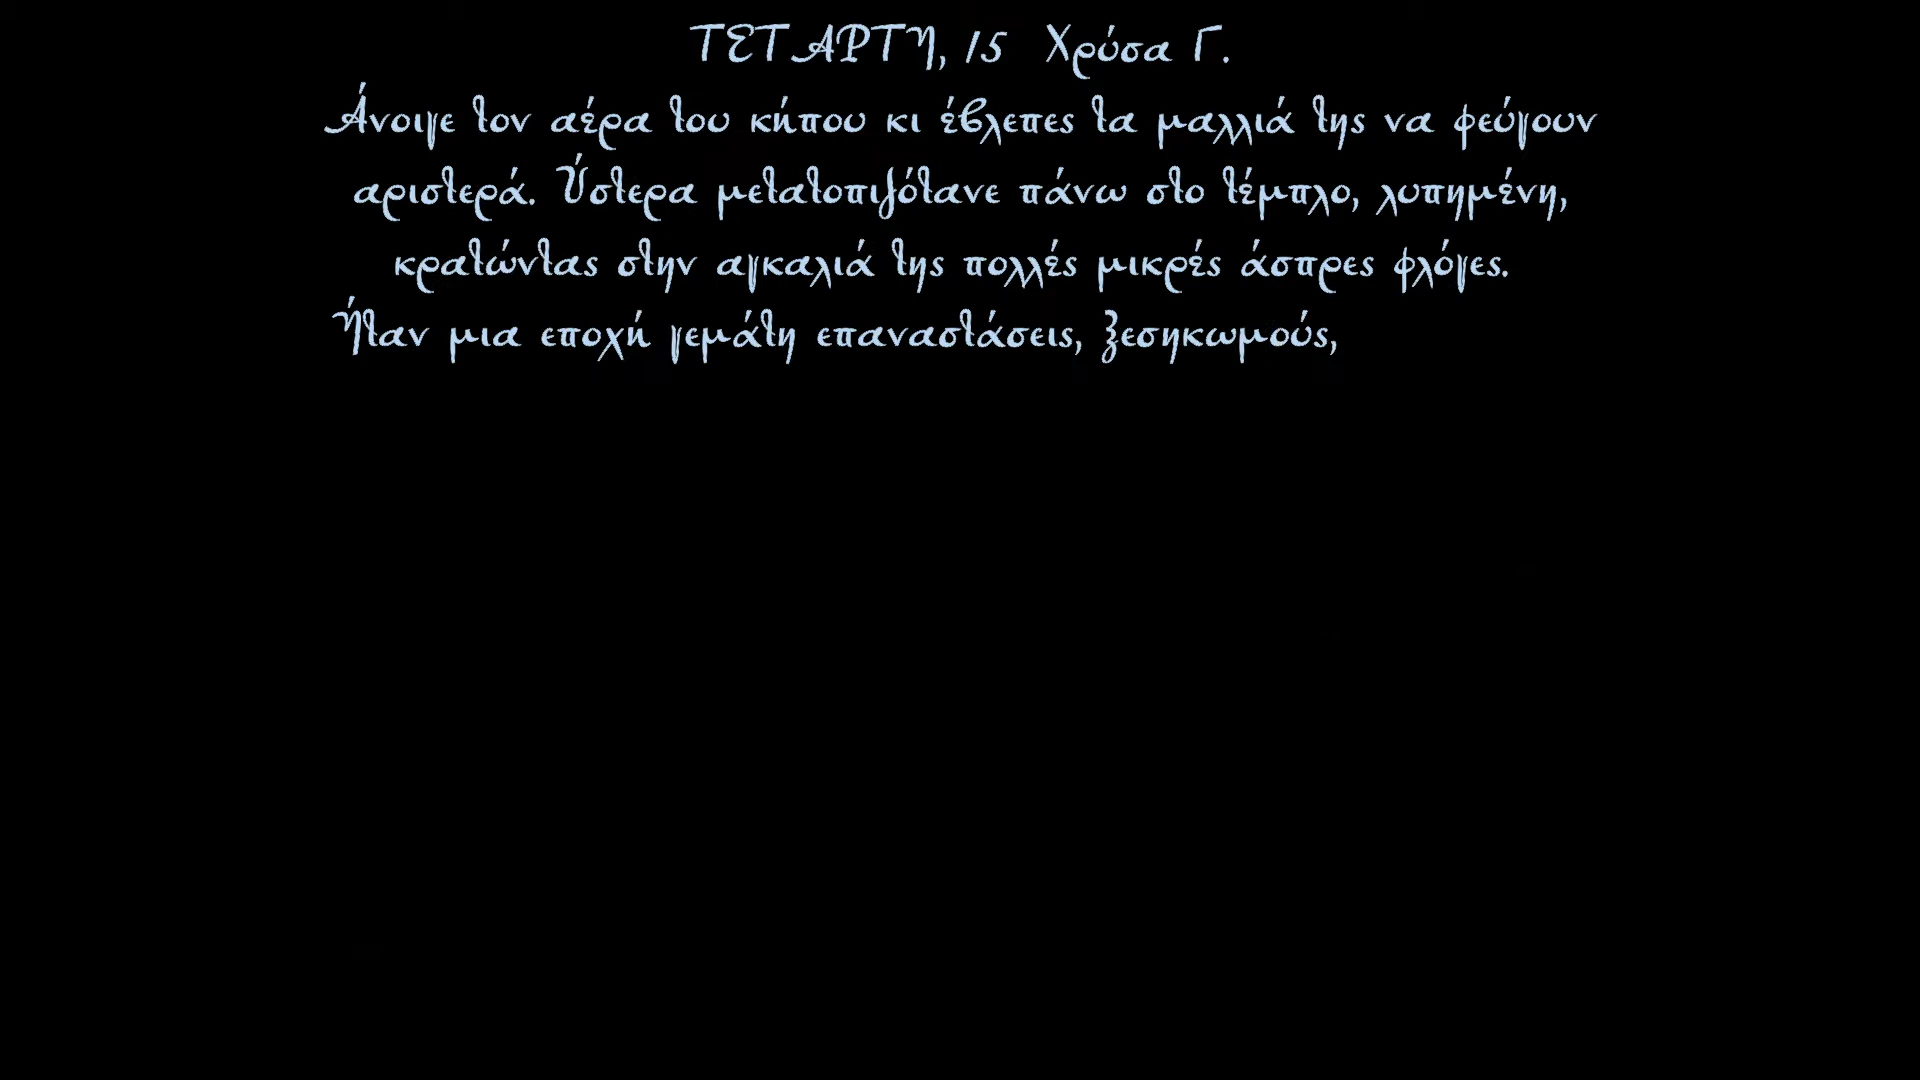 ΤΕΤΑΡΤΗ, 15 Χρύσα Γ.
Άνοιγε τον αέρα του κήπου κι έβλεπες τα μαλλιά της να φεύγουν
αριστερά. Ύστερα μετατοπιζότανε πάνω στο τέμπλο, λυπημένη,
κρατώντας στην αγκαλιά της πολλές μικρές άσπρες φλόγες.
Ήταν μια εποχή γεμάτη επαναστάσεις, ξεσηκωμούς,